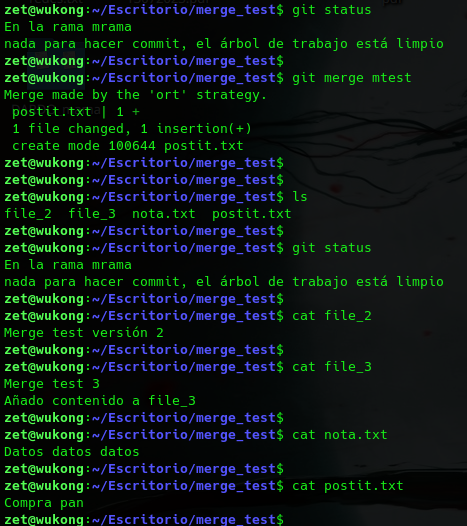 zet@wukong:~/Escritorio/merge_test$ git status
En la rama mrama
nada para hacer commit, el árbol de trabajo está limpio
zet@wukong:~/Escritorio/merge_test$
zet@wukong:~/Escritorio/merge_test$ git merge mtest
Merge made by the 'ort' strategy.
 postit.txt | 1 +
 1 file changed, 1 insertion(+)
 create mode 100644 postit.txt
zet@wukong:~/Escritorio/merge_test$
zet@wukong:~/Escritorio/merge_test$
zet@wukong:~/Escritorio/merge_test$ ls
file_2  file_3  nota.txt  postit.txt
zet@wukong:~/Escritorio/merge_test$
zet@wukong:~/Escritorio/merge_test$ git status
En la rama mrama
nada para hacer commit, el árbol de trabajo está limpio
zet@wukong:~/Escritorio/merge_test$
zet@wukong:~/Escritorio/merge_test$ cat file_2
Merge test versión 2
zet@wukong:~/Escritorio/merge_test$
zet@wukong:~/Escritorio/merge_test$ cat file_3
Merge test 3
Añado contenido a file_3
zet@wukong:~/Escritorio/merge_test$
zet@wukong:~/Escritorio/merge_test$ cat nota.txt
Datos datos datos
zet@wukong:~/Escritorio/merge_test$
zet@wukong:~/Escritorio/merge_test$ cat postit.txt
Compra pan
zet@wukong:~/Escritorio/merge_test$